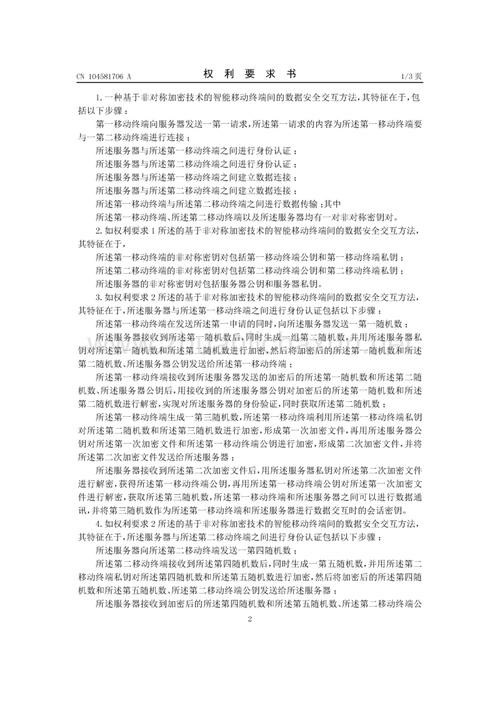 CN 104581706 A
权 利 要 求 书
1/3 页
1.一种基于非对称加密技术的智能移动终端间的数据安全交互方法,其特征在于,包
括以下步骤:
第一移动终端向服务器发送一第一请求,所述第一请求的内容为所述第一移动终端要
与一第二移动终端进行连接;
所述服务器与所述第一移动终端之间进行身份认证;
所述服务器与所述第二移动终端之间进行身份认证;
所述服务器与所述第一移动终端之间建立数据连接;
所述服务器与所述第二移动终端之间建立数据连接;
所述第一移动终端与所述第二移动终端之间进行数据传输;其中
所述第一移动终端、所述第二移动终端以及所述服务器均有一对非对称密钥对。
2.如权利要求1所述的基于非对称加密技术的智能移动终端间的数据安全交互方法,
其特征在于,
所述第一移动终端的非对称密钥对包括第一移动终端公钥和第一移动终端私钥;
所述第二移动终端的非对称密钥对包括第二移动终端公钥和第二移动终端私钥;
所述服务器的非对称密钥对包括服务器公钥和服务器私钥。
3.如权利要求2所述的基于非对称加密技术的智能移动终端间的数据安全交互方法,
其特征在于,所述服务器与所述第一移动终端之间进行身份认证包括以下步骤:
所述第一移动终端在发送所述第一申请的同时,向所述服务器发送一第一随机数;
所述服务器接收到所述第一随机数后,同时生成一组第二随机数,并用所述服务器私
钥对所述第一随机数和所述第二随机数进行加密,然后将加密后的所述第一随机数和所述
第二随机数、所述服务器公钥发送给所述第一移动终端;
所述第一移动终端接收到所述服务器发送的加密后的所述第一随机数和所述第二随
机数、所述服务器公钥后,用接收到的所述服务器公钥对加密后的所述第一随机数和所述
第二随机数进行解密,实现对所述服务器的身份验证,同时获取所述第二随机数;
所述第一移动终端生成一第三随机数,所述第一移动终端利用所述第一移动终端私钥
对所述第二随机数和所述第三随机数进行加密,形成第一次加密文件,再用所述服务器公
钥对所述第一次加密文件和所述第一移动终端公钥进行加密,形成第二次加密文件,并将
所述第二次加密文件发送给所述服务器;
所述服务器接收到所述第二次加密文件后,用所述服务器私钥对所述第二次加密文件
进行解密,获得所述第一移动终端公钥,再用所述第一移动终端公钥对所述第一次加密文
件进行解密,获取所述第三随机数,所述第一移动终端和所述服务器之间可以进行数据通
讯,并将第三随机数作为所述第一移动终端和所述服务器进行数据交互时的会话密钥。
4.如权利要求2所述的基于非对称加密技术的智能移动终端间的数据安全交互方法,
其特征在于,所述服务器与所述第二移动终端之间进行身份认证包括以下步骤:
所述服务器向所述第二移动终端发送一第四随机数;
所述第二移动终端接收到所述第四随机数后,同时生成一第五随机数,并用所述第二
移动终端私钥对所述第四随机数和所述第五随机数进行加密,然后将加密后的所述第四随
机数和所述第五随机数、所述第二移动终端公钥发送给所述服务器;
所述服务器接收到加密后的所述第四随机数和所述第五随机数、所述第二移动终端公
2